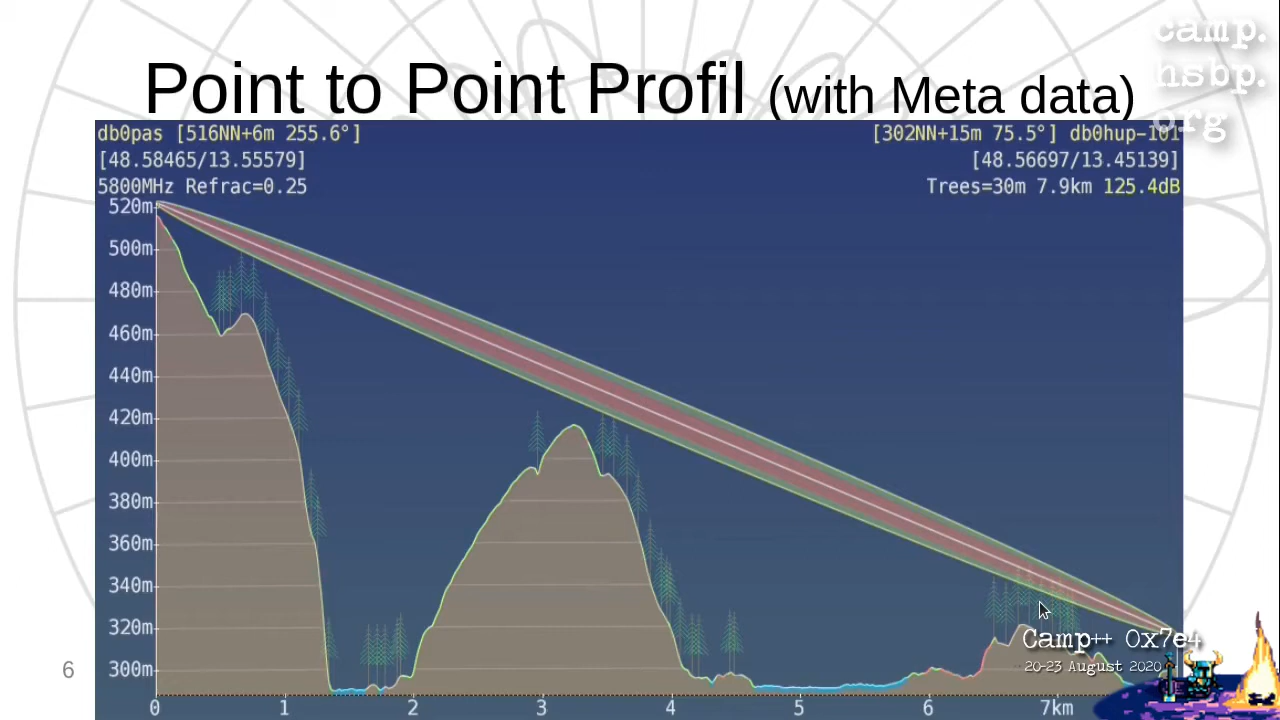 camp.
hsbp.
org
Point to Point Profil (with Meta data)
db0pas [516NN+6m 255.6°]
[302NN+15m 75.5°] db0hup-101
[48.58465/13.55579]
[48.56697/13.45139]
5800MHz Refrac=0.25
Trees=30m 7.9km 125.4dB
520m
500m
480m
460m
440m
420m
400m
380m
360m
340m
320m
300m
0 1 2 3 4 5 6 7km
6
Camp++ 0x7e4
20-23 August 2020